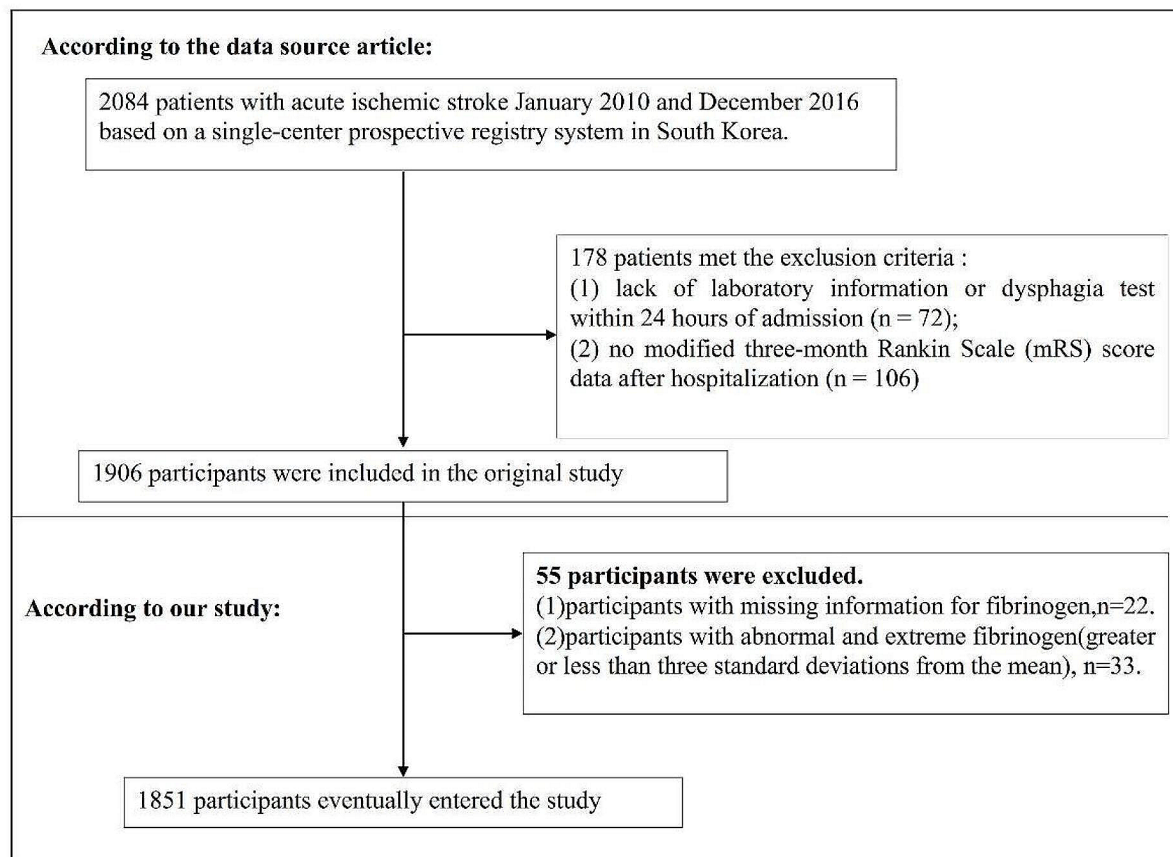 According to the data source article:
2084 patients with acute ischemic stroke January 2010 and December 2016
based on a single-center prospective registry system in South Korea.
178 patients met the exclusion criteria :
(1) lack of laboratory information or dysphagia test
within 24 hours of admission (n = 72);
(2) no modified three-month Rankin Scale (mRS) score
data after hospitalization (n = 106)
1906 participants were included in the original study
According to our study:
55 participants were excluded.
(1)participants with missing information for fibrinogen,n=22.
(2)participants with abnormal and extreme fibrinogen(greater
or less than three standard deviations from the mean), n=33.
1851 participants eventually entered the study